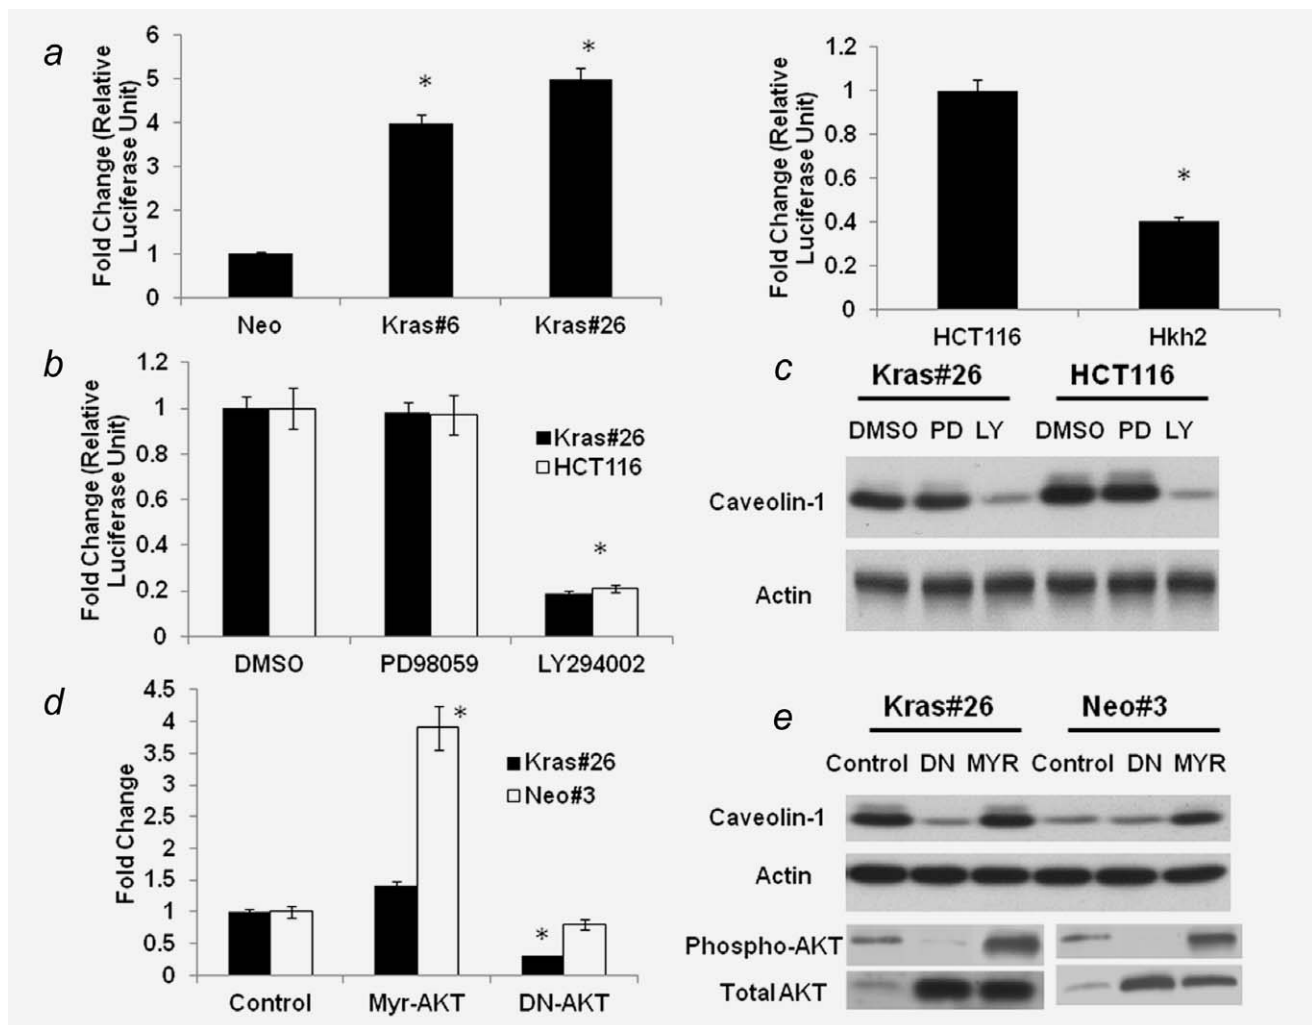 a
Fold Change (Relative
Luciferase Unit)
6
5
4
3
2
1
0
*
*
Neo Kras#6 Kras#26
Fold Change (Relative
Luciferase Unit)
1.2
1
0.8
0.6
0.4
0.2
0
*
HCT116 Hkh2
b
Fold Change (Relative
Luciferase Unit)
1.2
1
0.8
0.6
0.4
0.2
0
Kras#26
HCT116
*
DMSO PD98059 LY294002
c
Kras#26 HCT116
DMSO PD LY DMSO PD LY
Caveolin-1
Actin
d
Fold Change
4.5
4
3.5
3
2.5
2
1.5
1
0.5
0
*
Kras#26
Neo#3
*
Control Myr-AKT DN-AKT
e
Kras#26 Neo#3
Control DN MYR Control DN MYR
Caveolin-1
Actin
Phospho-AKT
Total AKT